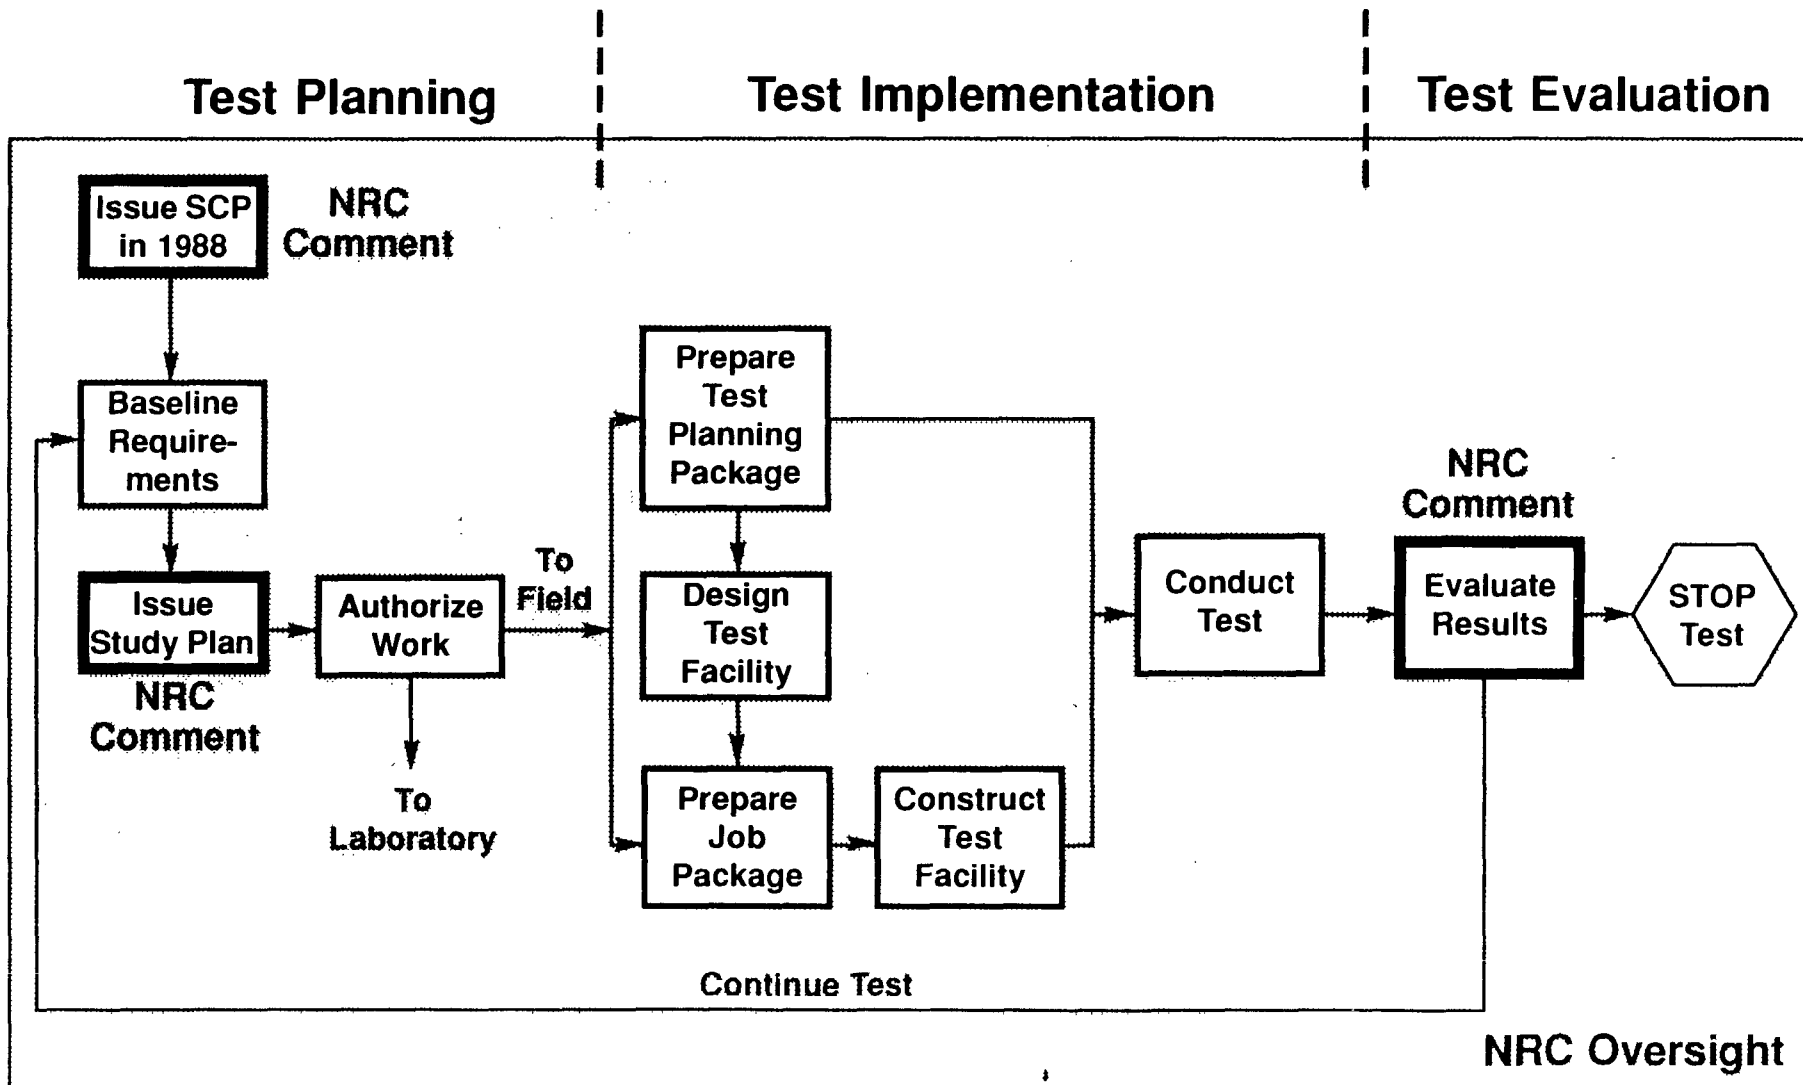 Test Planning
Test Implementation
Test Evaluation
Issue SCP
in 1988
NRC
Comment
Baseline
Require-
ments
Issue
Study Plan
NRC
Comment
Authorize
Work
To
Field
To
Laboratory
Prepare
Test
Planning
Package
Design
Test
Facility
Prepare
Job
Package
Construct
Test
Facility
Conduct
Test
NRC
Comment
Evaluate
Results
STOP
Test
Continue Test
NRC Oversight